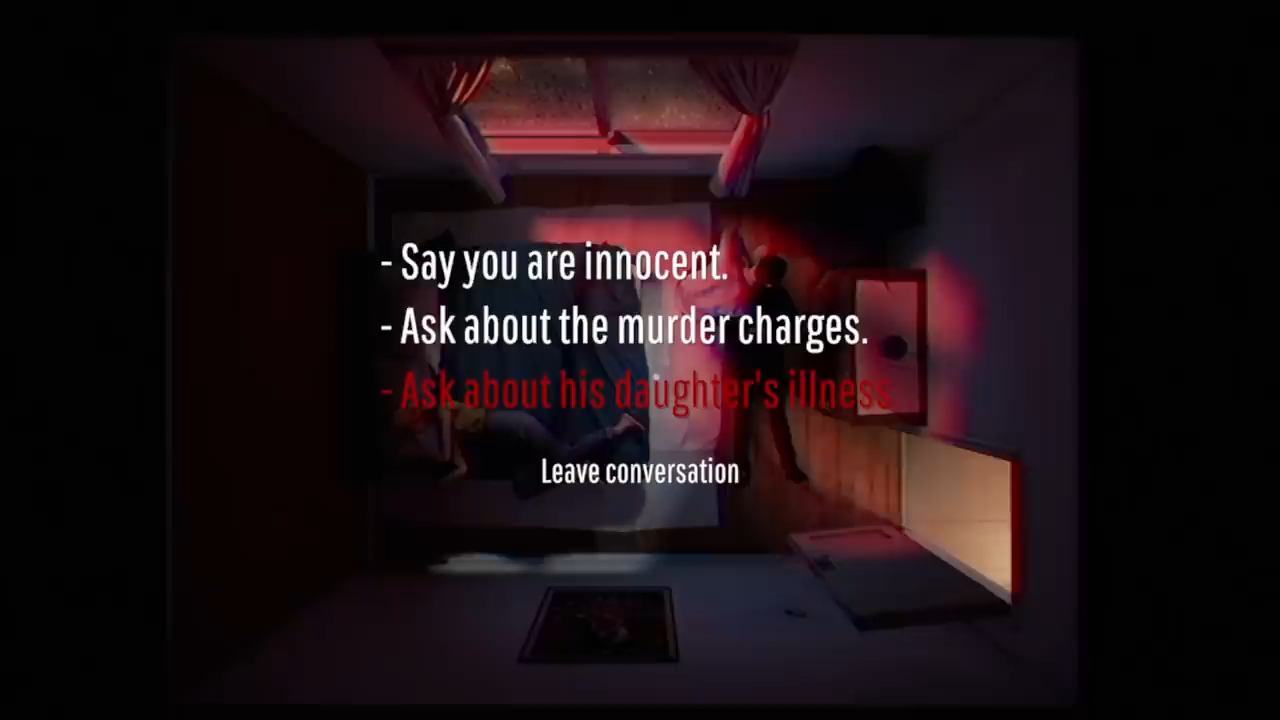 - Say you are innocent.
- Ask about the murder charges.
- Ask about his daughter's illness.
Leave conversation